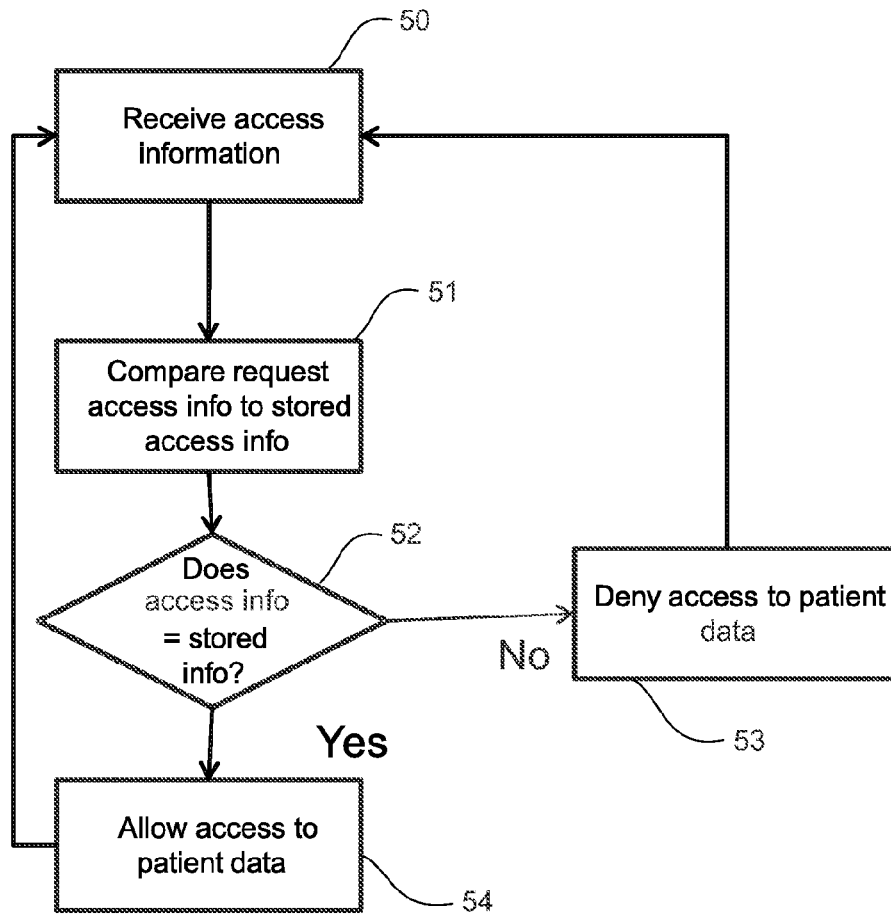 50
Receive access
information
51
Compare request
access info to stored
access info
52
Does
access info
= stored
info?
No
Deny access to patient
data
53
Yes
Allow access to
patient data
54